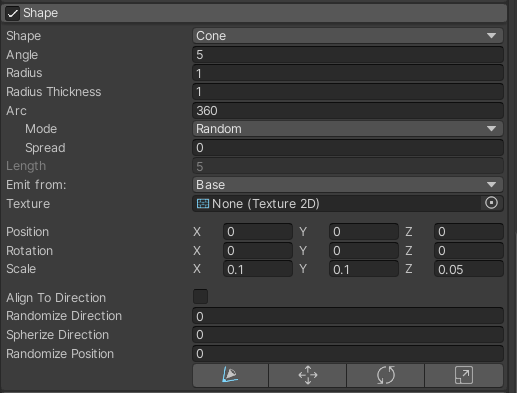 Shape
Shape Cone
Angle 5
Radius 1
Radius Thickness 1
Arc 360
Mode Random
Spread 0
Length 5
Emit from: Base
Texture None (Texture 2D)
Position X 0 Y 0 Z 0
Rotation X 0 Y 0 Z 0
Scale X 0.1 Y 0.1 Z 0.05
Align To Direction
Randomize Direction 0
Spherize Direction 0
Randomize Position 0